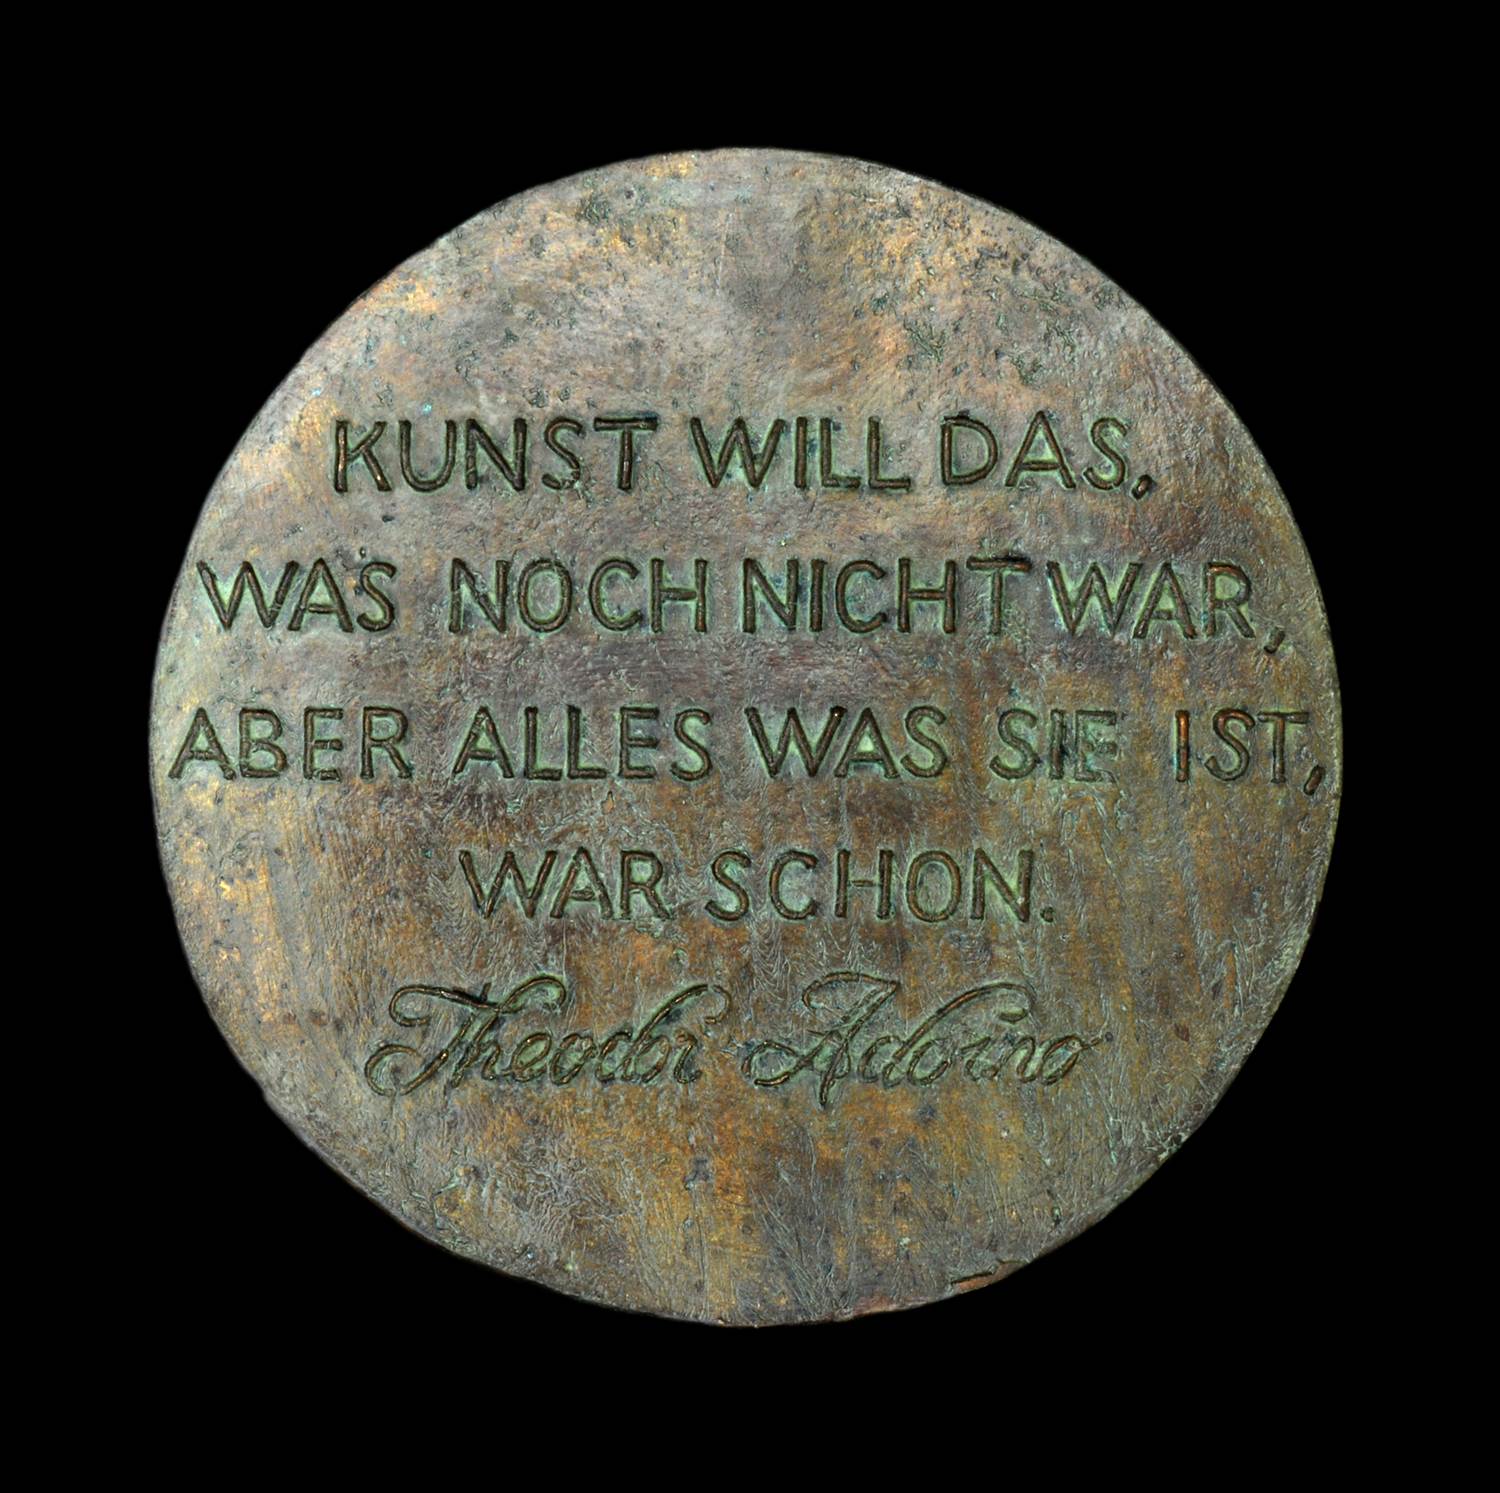 KUNST WILL DAS,
WAS NOCH NICHT WAR,
ABER ALLES WAS SIE IST,
WAR SCHON.
Theodor Adorno